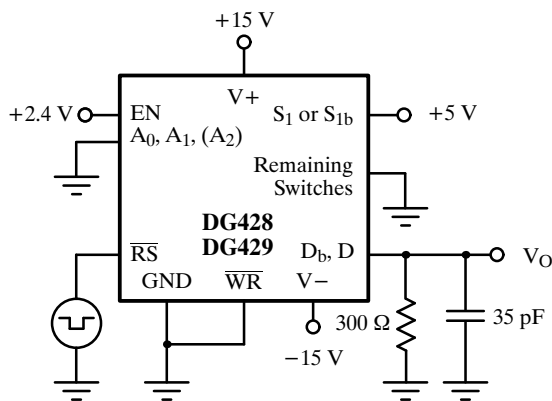 +15 V
V+
+2.4 V
EN
S1 or S1b
+5 V
A0, A1, (A2)
Remaining
Switches
DG428
DG429
RS
Db, D
VO
GND
WR
V−
300 Ω
35 pF
−15 V